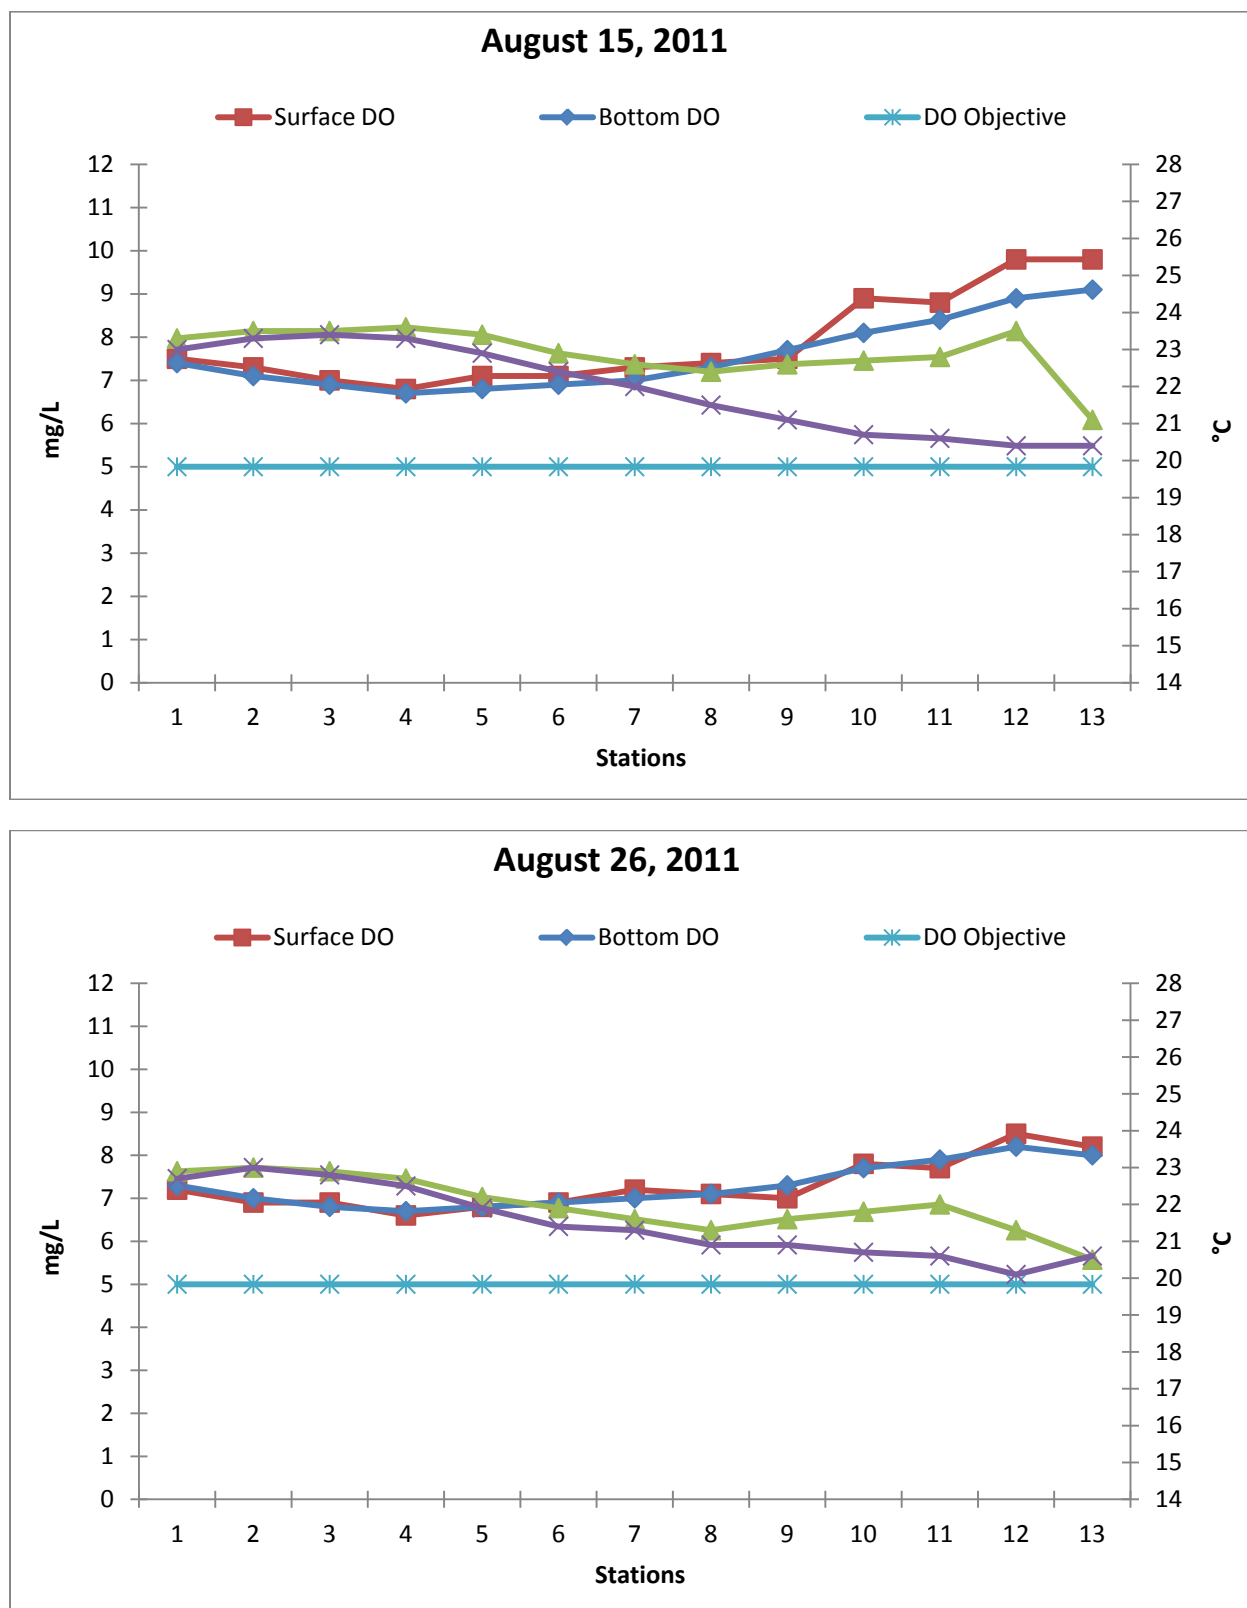 August 15, 2011
Surface DO Bottom DO DO Objective
12 28
11 27
10 26
9 25
8 24
7 23
6 22
5 21
4 20
3 19
2 18
1 17
0 16
15
14
mg/L
°C
1 2 3 4 5 6 7 8 9 10 11 12 13
Stations
August 26, 2011
Surface DO Bottom DO DO Objective
12 28
11 27
10 26
9 25
8 24
7 23
6 22
5 21
4 20
3 19
2 18
1 17
0 16
15
14
mg/L
°C
1 2 3 4 5 6 7 8 9 10 11 12 13
Stations